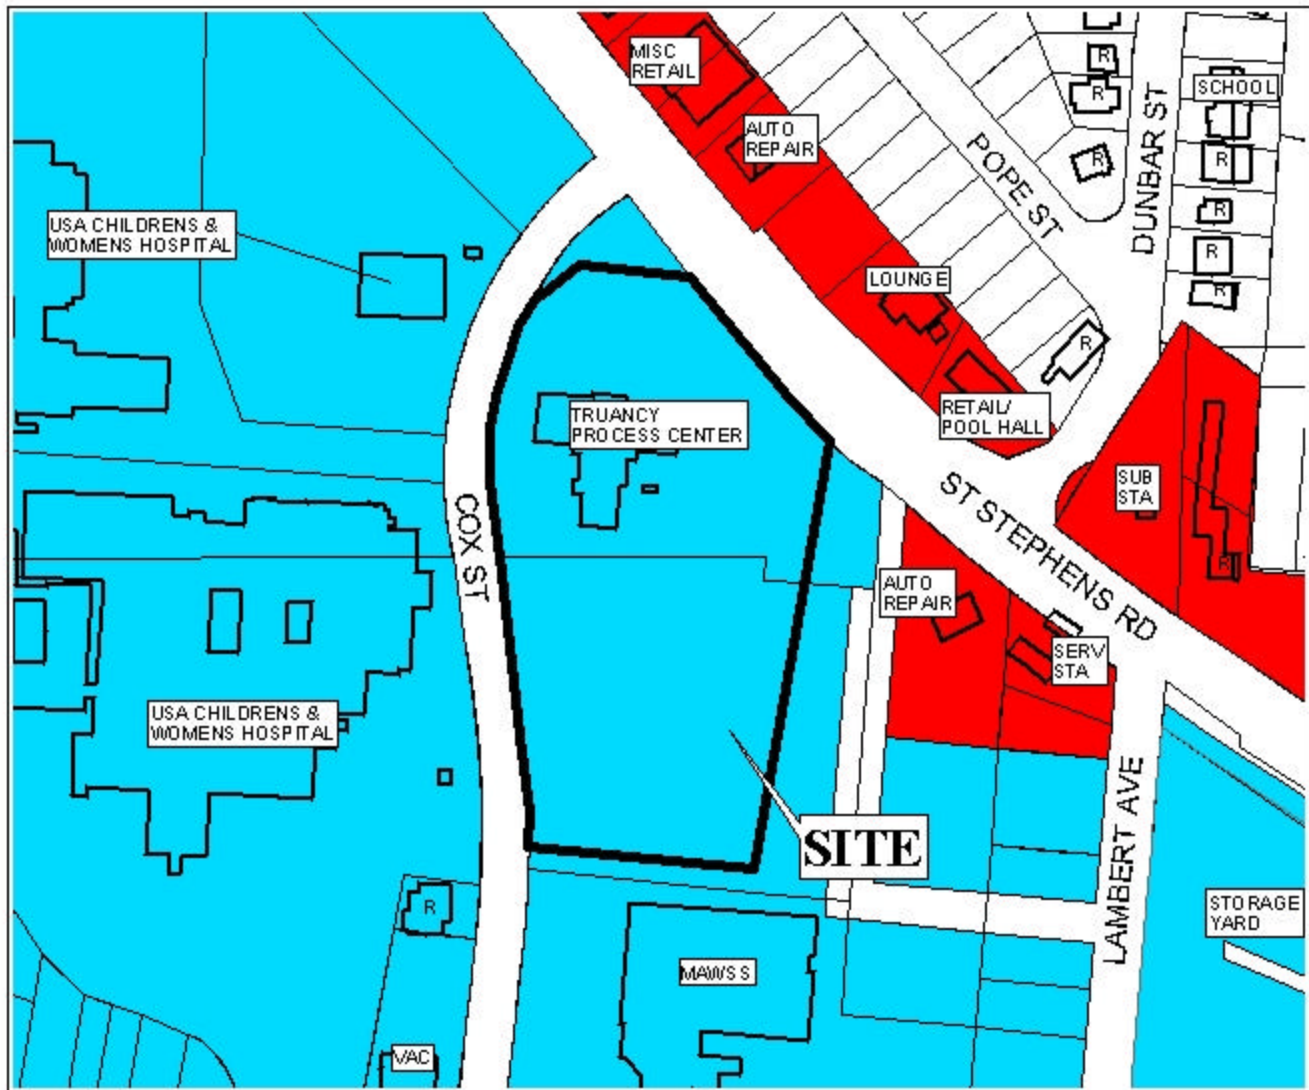 MISC
RETAIL
R
R
SCHOOL
AUTO
REPAIR
POPE ST
DUNBAR ST
R
R
USA CHILDRENS &
WOMENS HOSPITAL
R
R
LOUNGE
R
R
TRUANCY
PROCESS CENTER
RETAIL/
POOL HALL
COX ST
ST STEPHENS RD
SUB
STA
R
AUTO
REPAIR
SERV
STA
USA CHILDRENS &
WOMENS HOSPITAL
SITE
LAMBERT AVE
R
STORAGE
YARD
MAWSS
VAC